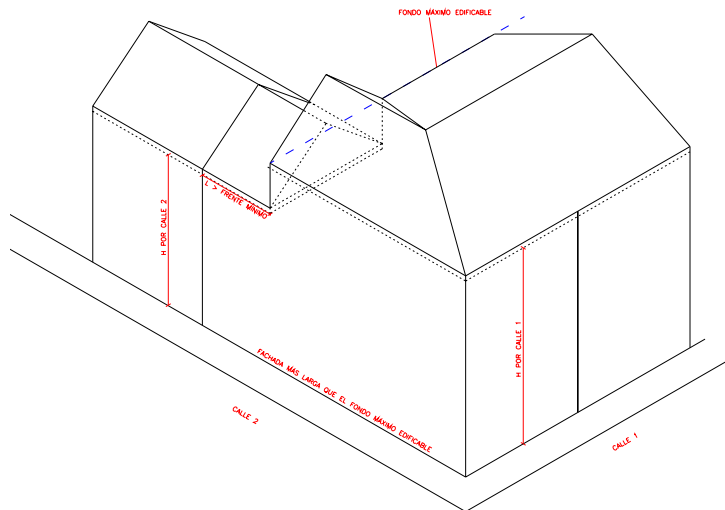 FONDO MÁXIMO EDIFICABLE
H POR CALLE 2
L > FRENTE MÍNIMO
H POR CALLE 1
FACHADA MÁS LARGA QUE EL FONDO MÁXIMO EDIFICABLE
CALLE 2
CALLE 1